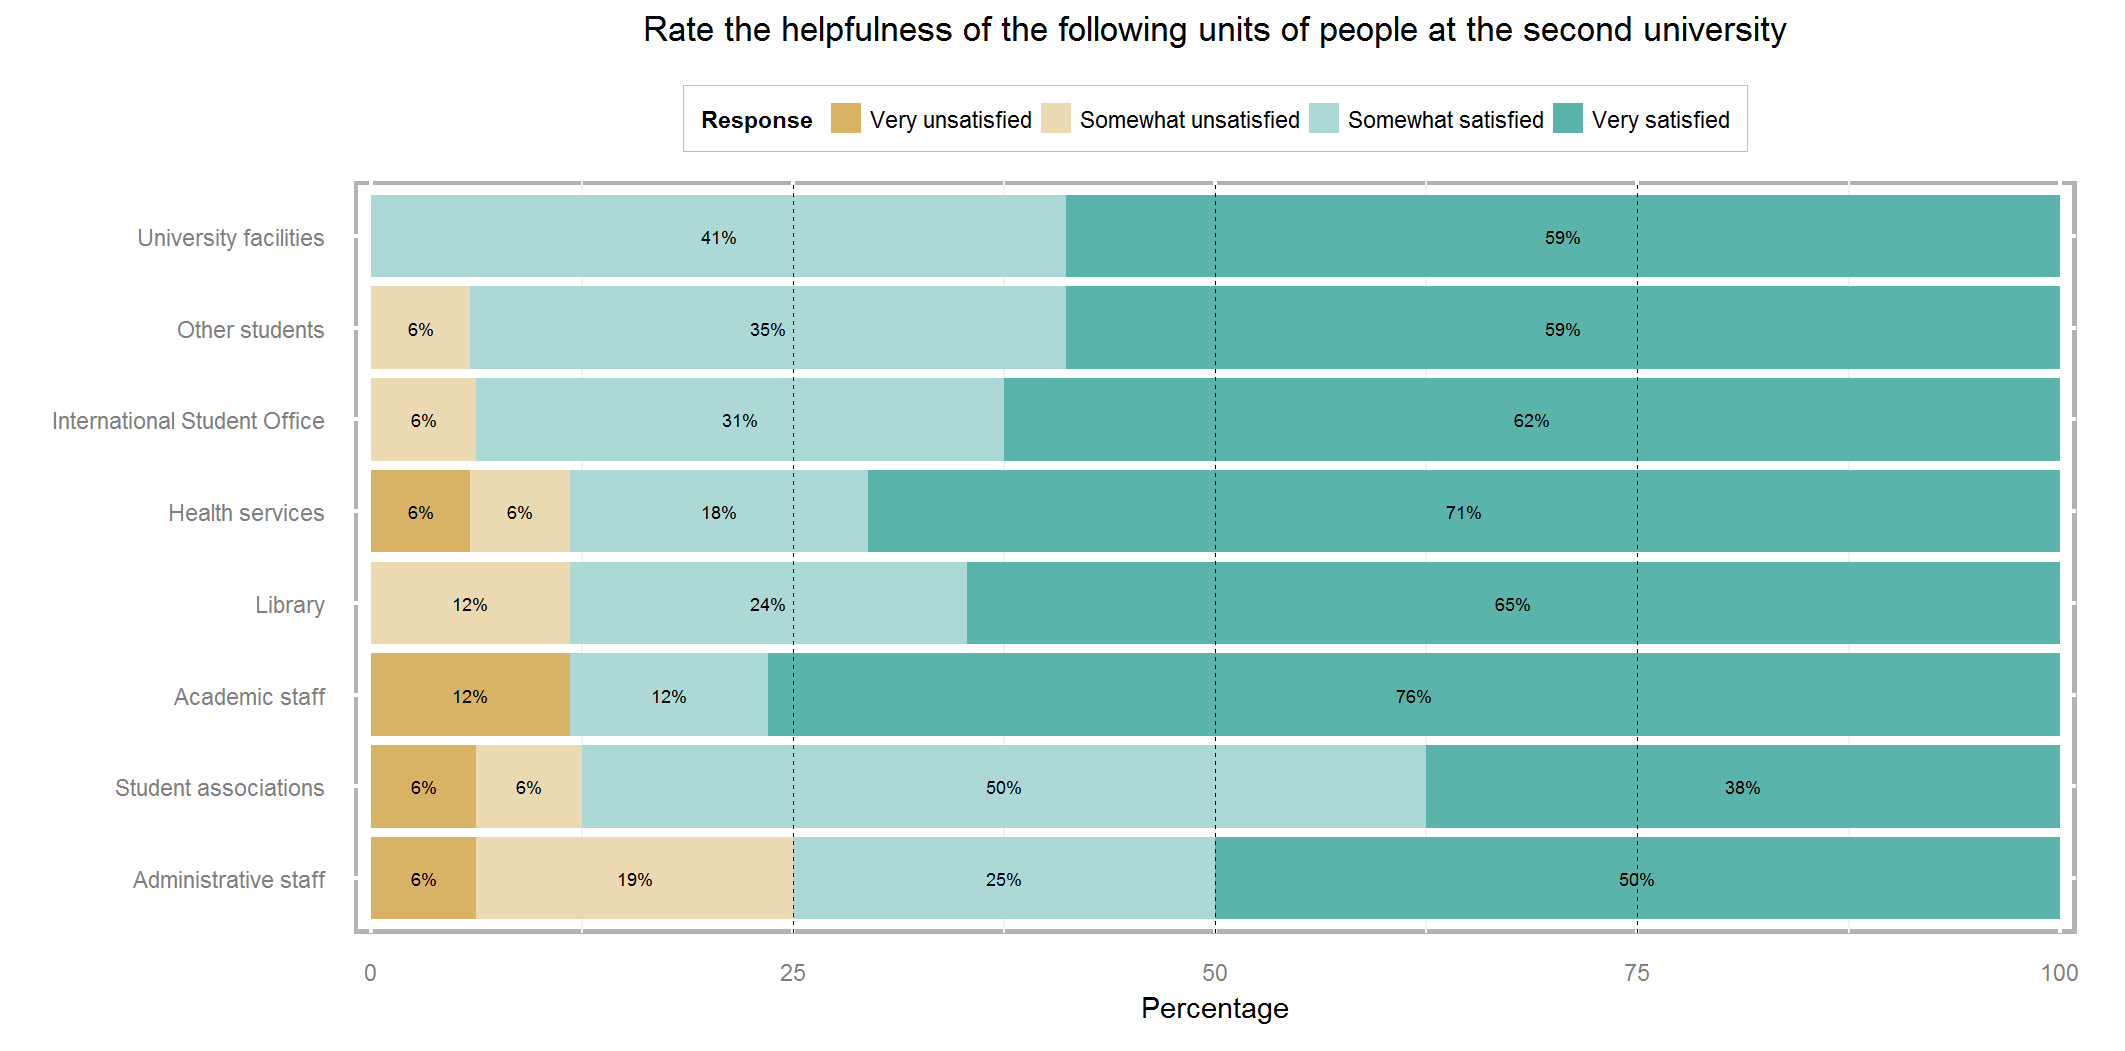 Rate the helpfulness of the following units of people at the second university
Response Very unsatisfied Somewhat unsatisfied Somewhat satisfied Very satisfied
University facilities 41% 59%
Other students 6% 35% 59%
International Student Office 6% 31% 62%
Health services 6% 6% 18% 71%
Library 12% 24% 65%
Academic staff 12% 12% 76%
Student associations 6% 6% 50% 38%
Administrative staff 6% 19% 25% 50%
0 25 50 75 100
Percentage